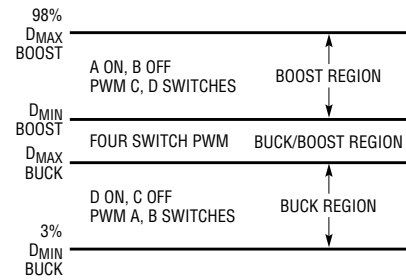 98%
DMAX
BOOST
A ON, B OFF
PWM C, D SWITCHES
BOOST REGION
DMIN
BOOST
FOUR SWITCH PWM
BUCK/BOOST REGION
DMAX
BUCK
D ON, C OFF
PWM A, B SWITCHES
BUCK REGION
3%
DMIN
BUCK